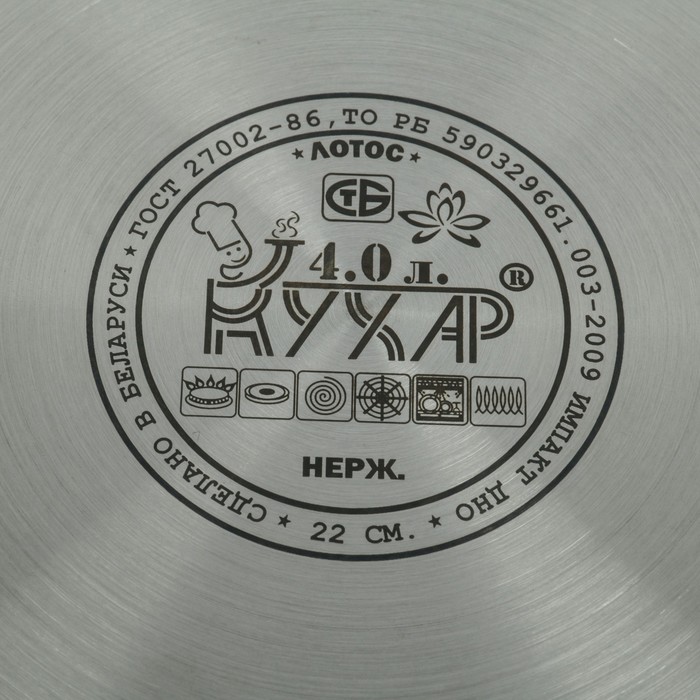 ★ СДЕЛАНО В БЕЛАРУСИ ★ ГОСТ 27002-86, ТО РБ 590329661.003-2009 ИМПАКТ ДНО ★ 22 СМ.
★ ЛОТОС ★
СТБ
4.0 л.
КУХАР ®
НЕРЖ.